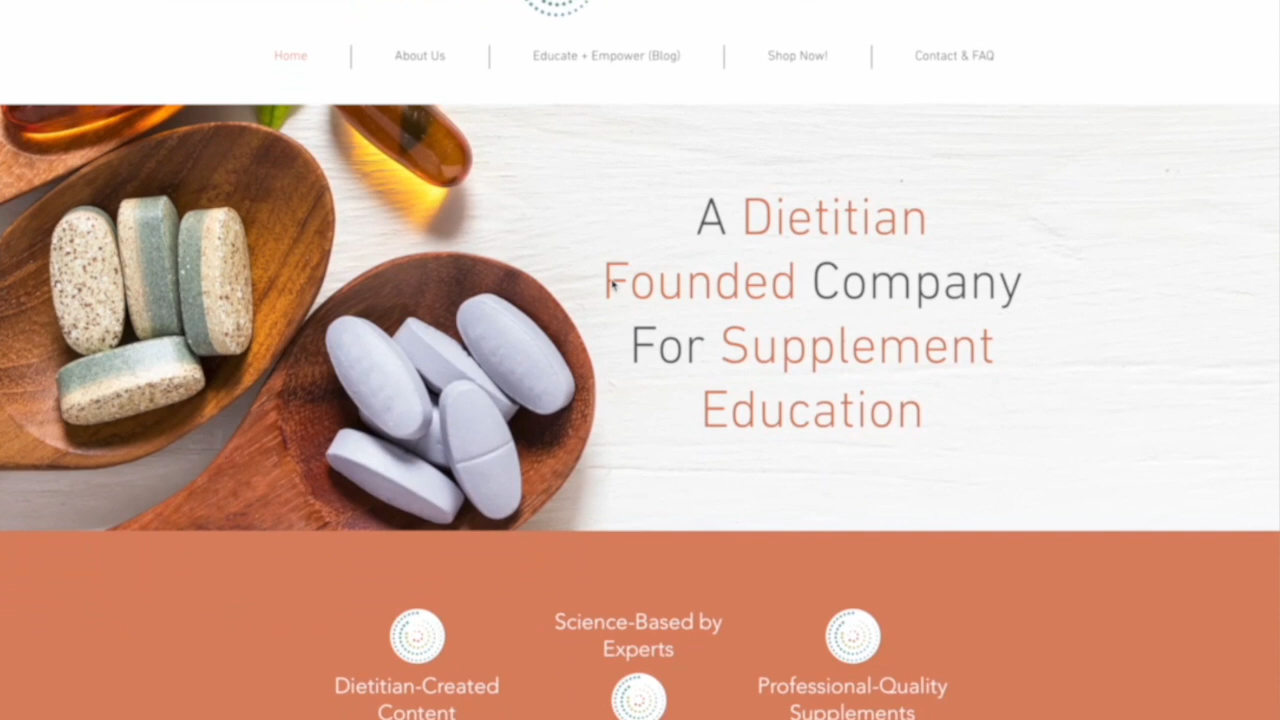 Home
About Us
Educate + Empower (Blog)
Shop Now!
Contact & FAQ
A Dietitian
Founded Company
For Supplement
Education
Science-Based by
Experts
Dietitian-Created
Content
Professional-Quality
Supplements